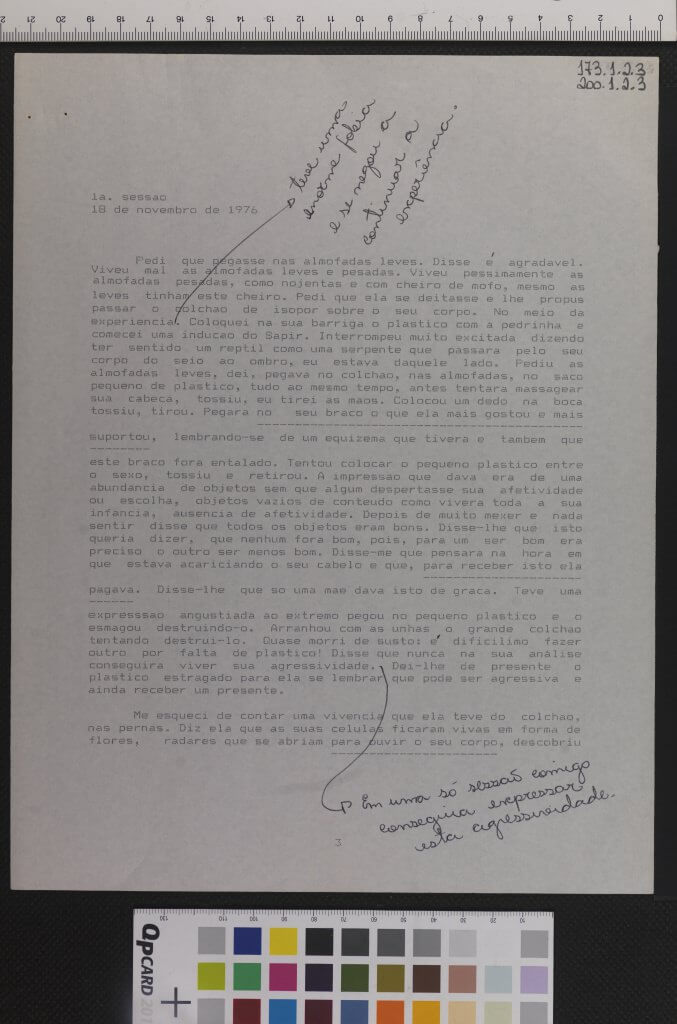 173.1.2.3
200.1.2.3
teve uma
enorme fobia
e se negou a
continuar a
experiência.
1a. sessao
18 de novembro de 1976
Pedi que pegasse nas almofadas leves. Disse é agradavel.
Viveu mal as almofadas leves e pesadas. Viveu pessimamente as
almofadas pesadas, como nojentas e com cheiro de mofo, mesmo as
leves tinham este cheiro. Pedi que ela se deitasse e lhe propus
passar o colchao de isopor sobre o seu corpo. No meio da
experiencia. Coloquei na sua barriga o plastico com a pedrinha e
comecei uma inducao do Sapir. Interrompeu muito excitada dizendo
ter sentido um reptil como uma serpente que passara pelo seu
corpo do seio ao ombro, eu estava daquele lado. Pediu as
almofadas leves, dei, pegava no colchao, nas almofadas, no saco
pequeno de plastico, tudo ao mesmo tempo, antes tentara massagear
sua cabeca, tossiu, eu tirei as maos. Colocou um dedo na boca
tossiu, tirou. Pegara no seu braco o que ela mais gostou e mais
suportou, lembrando-se de um equizema que tivera e tambem que
este braco fora entalado. Tentou colocar o pequeno plastico entre
o sexo, tossiu e retirou. A impressao que dava era de uma
abundancia de objetos sem que algum despertasse sua afetividade
ou escolha, objetos vazios de conteudo como vivera toda a sua
infancia, ausencia de afetividade. Depois de muito mexer e nada
sentir disse que todos os objetos eram bons. Disse-lhe que isto
queria dizer, que nenhum fora bom, pois, para um ser bom era
preciso o outro ser menos bom. Disse-me que pensara na hora em
que estava acariciando o seu cabelo e que, para receber isto ela
pagava. Disse-lhe que so uma mae dava isto de graca. Teve uma
expresssao angustiada ao extremo pegou no pequeno plastico e o
esmagou destruindo-o. Arranhou com as unhas o grande colchao
tentando destrui-lo. Quase morri de susto: é dificilimo fazer
outro por falta de plastico! Disse que nunca na sua análise
conseguira viver sua agressividade. Dei-lhe de presente o
plastico estragado para ela se lembrar que pode ser agressiva e
ainda receber um presente.
Me esqueci de contar uma vivencia que ela teve do colchao,
nas pernas. Diz ela que as suas celulas ficaram vivas em forma de
flores, radares que se abriam para ouvir o seu corpo, descobriu
Em uma só sessão comigo
conseguia expressar
esta agressividade.
3
QPCARD 201